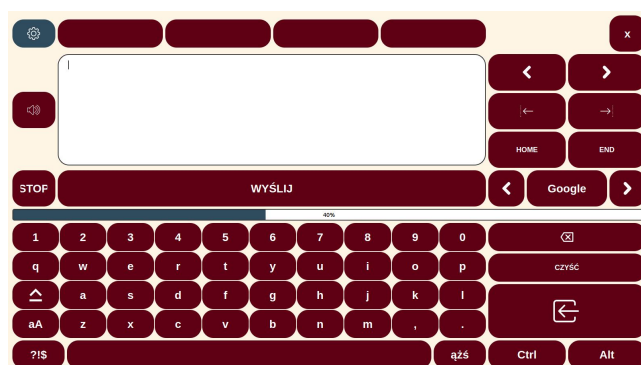 x
HOME END
STOP WYŚLIJ Google
40%
1 2 3 4 5 6 7 8 9 0
q w e r t y u i o p CZYŚĆ
a s d f g h j k l
aA z x c v b n m , .
?!$ ążś Ctrl Alt